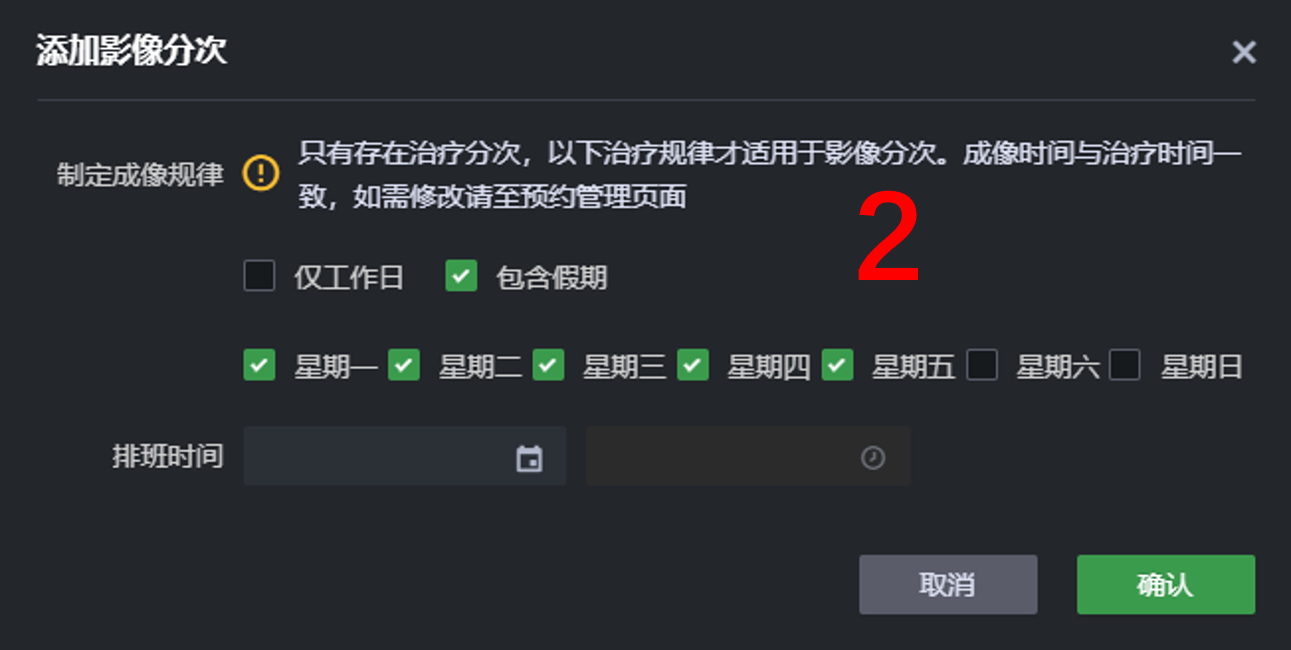 添加影像分次
制定成像规律
只有存在治疗分次，以下治疗规律才适用于影像分次。成像时间与治疗时间一
致，如需修改请至预约管理页面
2
仅工作日 包含假期
星期一 星期二 星期三 星期四 星期五 星期六 星期日
排班时间
取消 确认